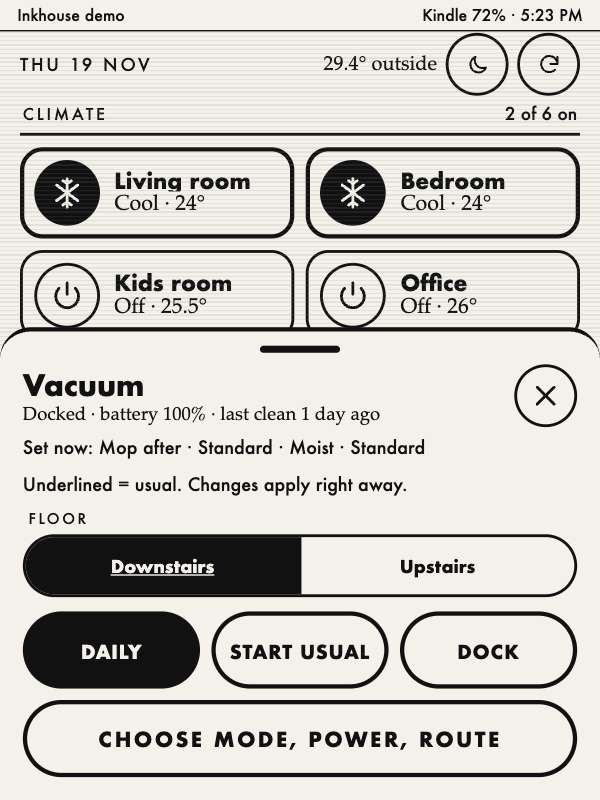 Inkhouse demo
Kindle 72% · 5:23 PM
THU 19 NOV
29.4° outside
CLIMATE
2 of 6 on
Living room
Cool · 24°
Bedroom
Cool · 24°
Kids room
Off · 25.5°
Office
Off · 26°
Vacuum
Docked · battery 100% · last clean 1 day ago
Set now: Mop after · Standard · Moist · Standard
Underlined = usual. Changes apply right away.
FLOOR
Downstairs
Upstairs
DAILY
START USUAL
DOCK
CHOOSE MODE, POWER, ROUTE